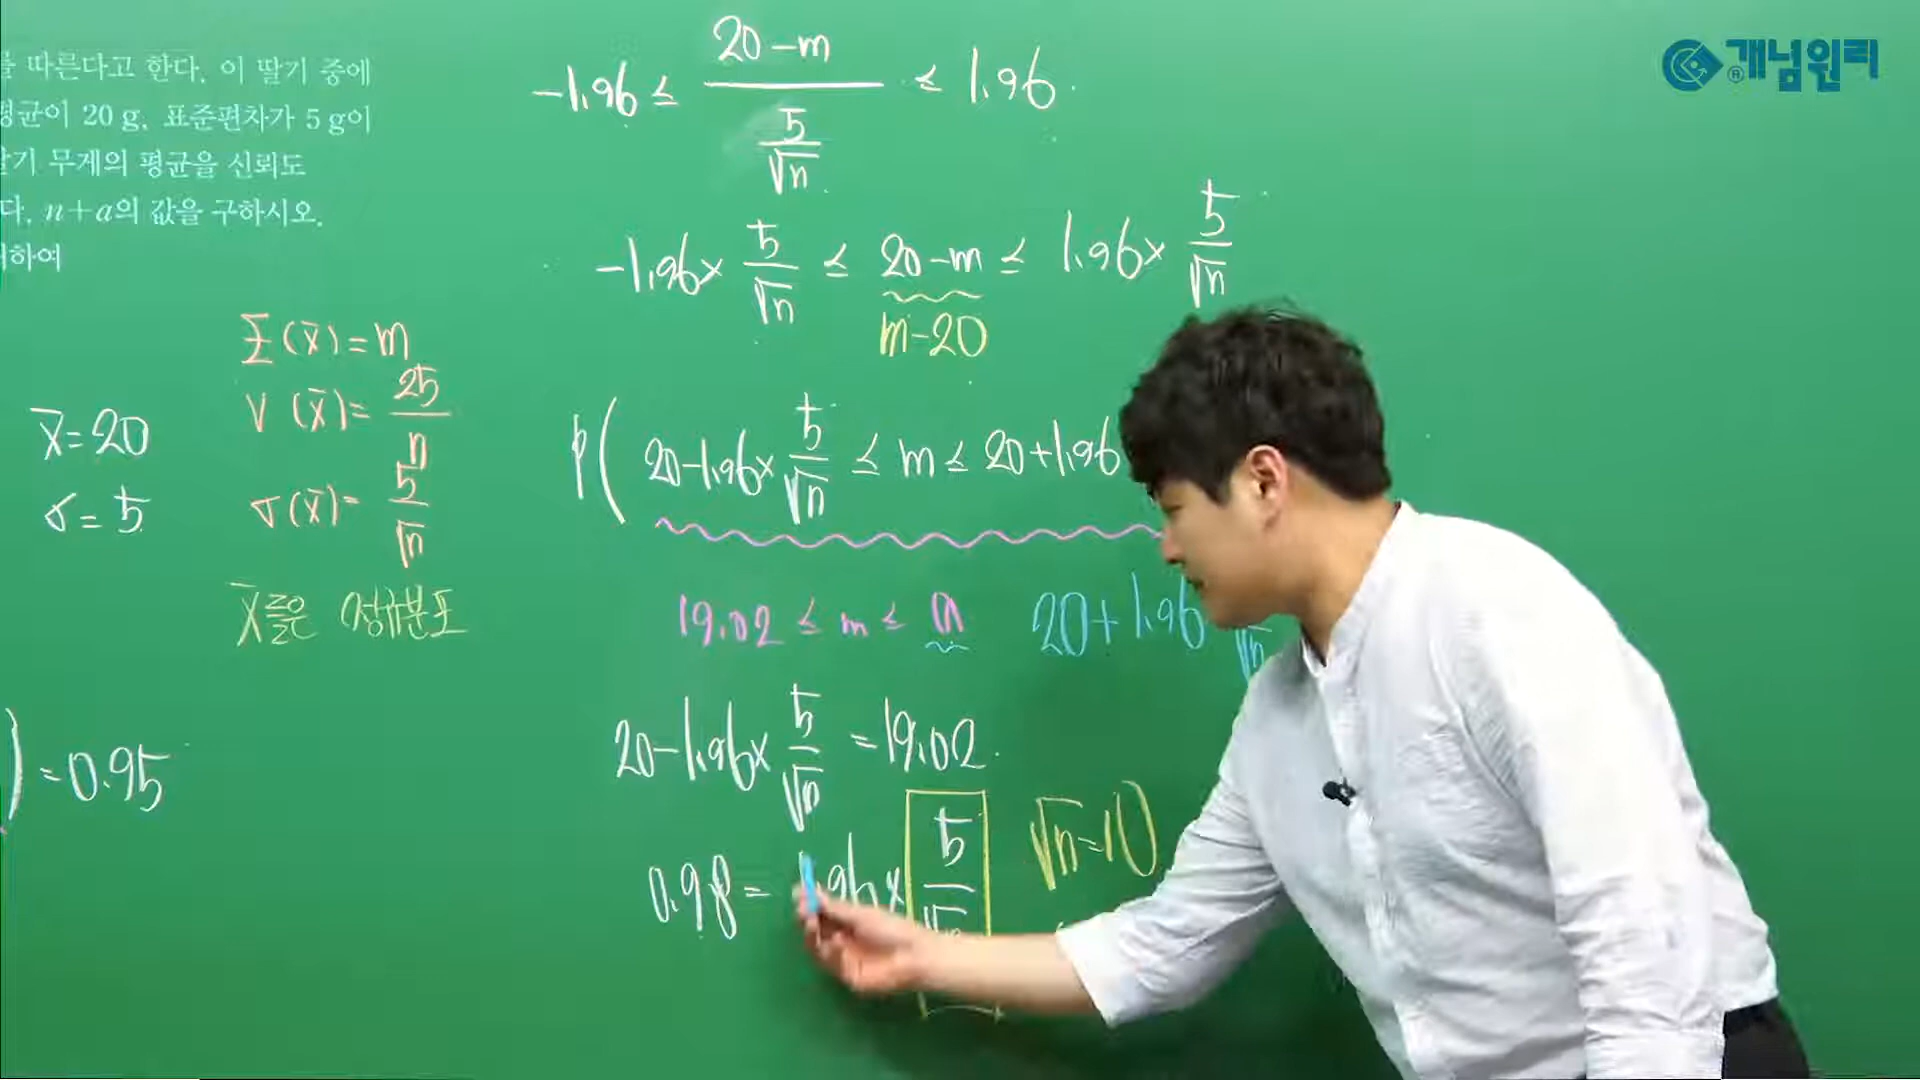 를 따른다고 한다. 이 딸기 중에
평균이 20 g, 표준편차가 5 g이
딸기 무게의 평균을 신뢰도
다. n+a의 값을 구하시오.
하여
개념원리
®
-1.96 ≤ (20-m)/(5/√n) ≤ 1.96
-1.96× 5/√n ≤ 20-m ≤ 1.96× 5/√n
m-20
P( 20-1.96× 5/√n ≤ m ≤ 20+1.96
19.02 ≤ m ≤ a
20+1.96 √n
20-1.96× 5/√n =19.02
0.98= 1.96× 5/√n
√n=10
E(X̄)=m
V(X̄)= 25/n
σ(X̄)= 5/√n
X̄들은 정규분포
x̄=20
σ=5
)=0.95